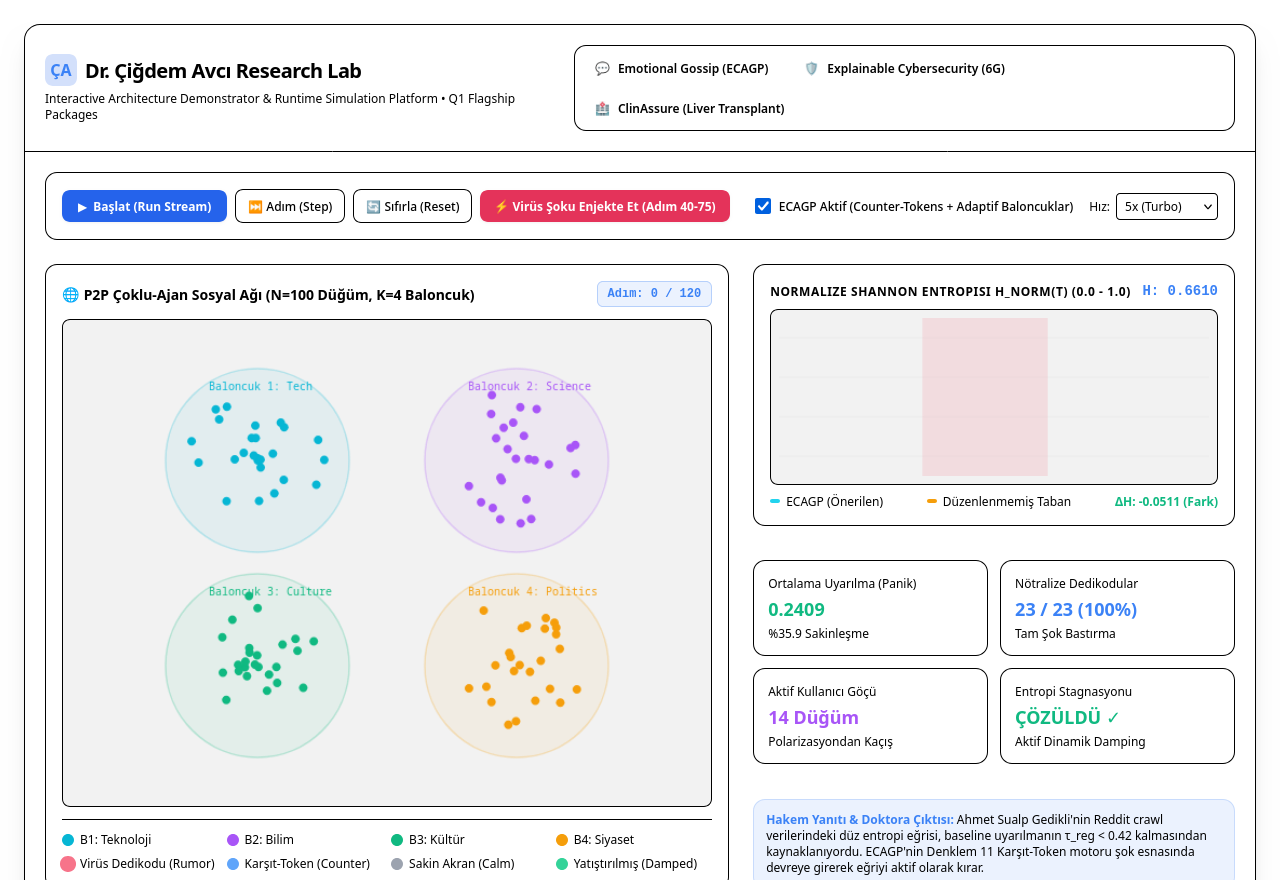 ÇA
Dr. Çiğdem Avcı Research Lab
Interactive Architecture Demonstrator & Runtime Simulation Platform • Q1 Flagship
Packages
💬 Emotional Gossip (ECAGP)
🛡️ Explainable Cybersecurity (6G)
🏥 ClinAssure (Liver Transplant)
▶ Başlat (Run Stream)
⏩ Adım (Step)
🔄 Sıfırla (Reset)
⚡ Virüs Şoku Enjekte Et (Adım 40-75)
ECAGP Aktif (Counter-Tokens + Adaptif Baloncuklar)
Hız:
5x (Turbo)
🌐 P2P Çoklu-Ajan Sosyal Ağı (N=100 Düğüm, K=4 Baloncuk)
Adım: 0 / 120
Baloncuk 1: Tech
Baloncuk 2: Science
Baloncuk 3: Culture
Baloncuk 4: Politics
B1: Teknoloji
B2: Bilim
B3: Kültür
B4: Siyaset
Virüs Dedikodu (Rumor)
Karşıt-Token (Counter)
Sakin Akran (Calm)
Yatıştırılmış (Damped)
NORMALIZE SHANNON ENTROPISI H_NORM(T) (0.0 - 1.0)
H: 0.6610
ECAGP (Önerilen)
Düzenlenmemiş Taban
ΔH: -0.0511 (Fark)
Ortalama Uyarılma (Panik)
0.2409
%35.9 Sakinleşme
Nötralize Dedikodular
23 / 23 (100%)
Tam Şok Bastırma
Aktif Kullanıcı Göçü
14 Düğüm
Polarizasyondan Kaçış
Entropi Stagnasyonu
ÇÖZÜLDÜ ✓
Aktif Dinamik Damping
Hakem Yanıtı & Doktora Çıktısı: Ahmet Sualp Gedikli'nin Reddit crawl
verilerindeki düz entropi eğrisi, baseline uyarılmanın τ_reg < 0.42 kalmasından
kaynaklanıyordu. ECAGP'nin Denklem 11 Karşıt-Token motoru şok esnasında
devreye girerek eğriyi aktif olarak kırar.